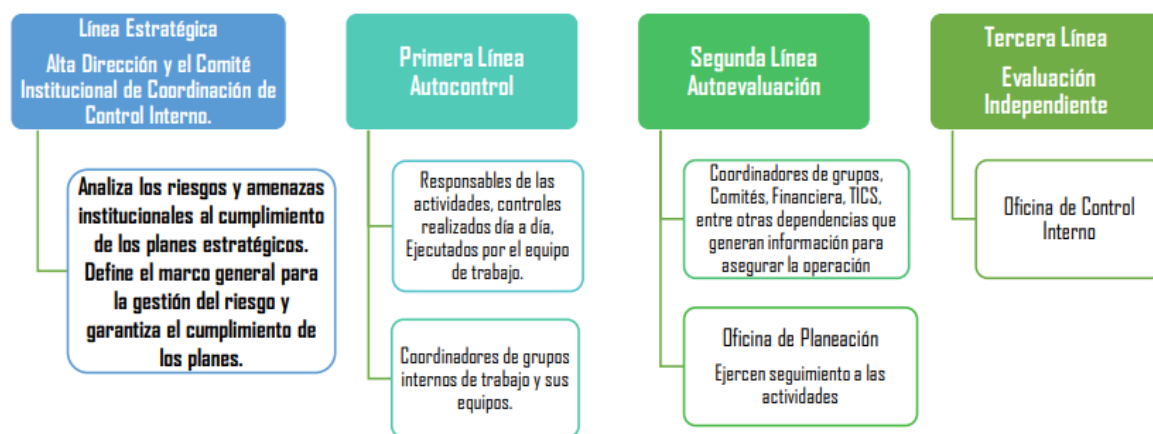 Línea Estratégica
Alta Dirección y el Comité
Institucional de Coordinación de
Control Interno.
Analiza los riesgos y amenazas
institucionales al cumplimiento
de los planes estratégicos.
Define el marco general para
la gestión del riesgo y
garantiza el cumplimiento de
los planes.
Primera Línea
Autocontrol
Responsables de las
actividades, controles
realizados día a día,
Ejecutados por el equipo
de trabajo.
Coordinadores de grupos
internos de trabajo y sus
equipos.
Segunda Línea
Autoevaluación
Coordinadores de grupos,
Comités, Financiera, TICS,
entre otras dependencias que
generan información para
asegurar la operación
Oficina de Planeación
Ejercen seguimiento a las
actividades
Tercera Línea
Evaluación
Independiente
Oficina de Control
Interno